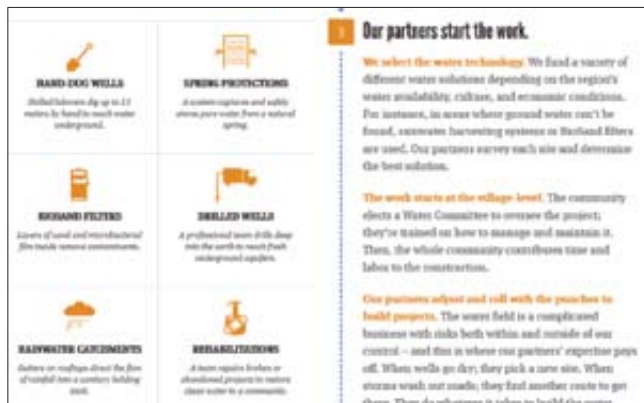 HAND-DUG WELLS
Skilled laborers dig up to 15
meters by hand to reach water
underground.
SPRING PROTECTIONS
A system captures and safely
stores pure water from a natural
spring.
BIOSAND FILTERS
Layers of sand and microbacterial
film inside remove contaminants.
DRILLED WELLS
A professional team drills deep
into the earth to reach fresh
underground aquifers.
RAINWATER CATCHMENTS
Gutters on rooftops direct the flow
of rainfall into a sanitary holding
tank.
REHABILITATIONS
A team repairs broken or
abandoned projects to restore
clean water to a community.
3
Our partners start the work.
We select the water technology. We fund a variety of
different water solutions depending on the region's
water availability, culture, and economic conditions.
For instance, in areas where ground water can't be
found, rainwater harvesting systems or BioSand filters
are used. Our partners survey each site and determine
the best solution.
The work starts at the village-level. The community
elects a Water Committee to oversee the project;
they're trained on how to manage and maintain it.
Then, the whole community contributes time and
labor to the construction.
Our partners adjust and roll with the punches to
build projects. The water field is a complicated
business with risks both within and outside of our
control – and this is where our partners' expertise pays
off. When wells go dry, they pick a new site. When
storms wash out roads, they find another route to get
there. They do whatever it takes to build the water